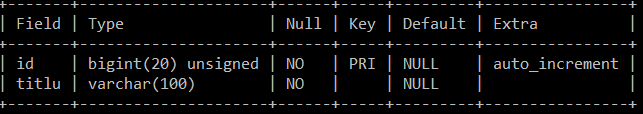 +-------+---------------------+------+-----+---------+----------------+
| Field | Type                | Null | Key | Default | Extra          |
+-------+---------------------+------+-----+---------+----------------+
| id    | bigint(20) unsigned | NO   | PRI | NULL    | auto_increment |
| titlu | varchar(100)        | NO   |     | NULL    |                |
+-------+---------------------+------+-----+---------+----------------+